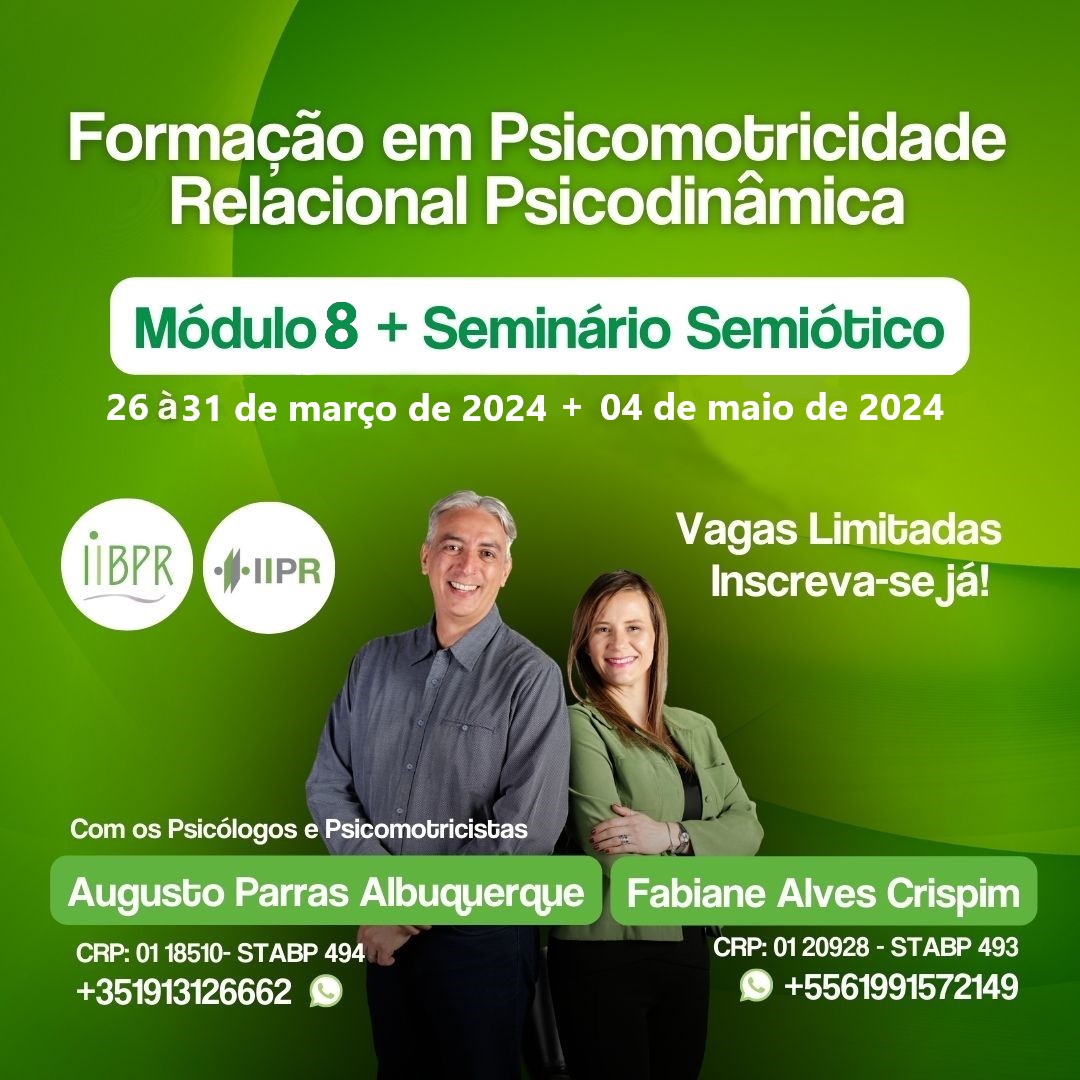 Formação em Psicomotricidade
Relacional Psicodinâmica
Módulo 8 + Seminário Semiótico
26 à 31 de março de 2024 + 04 de maio de 2024
iiBPR
IIPR
Vagas Limitadas
Inscreva-se já!
Com os Psicólogos e Psicomotricistas
Augusto Parras Albuquerque
Fabiane Alves Crispim
CRP: 01 18510- STABP 494
+351913126662
CRP: 01 20928 - STABP 493
+5561991572149